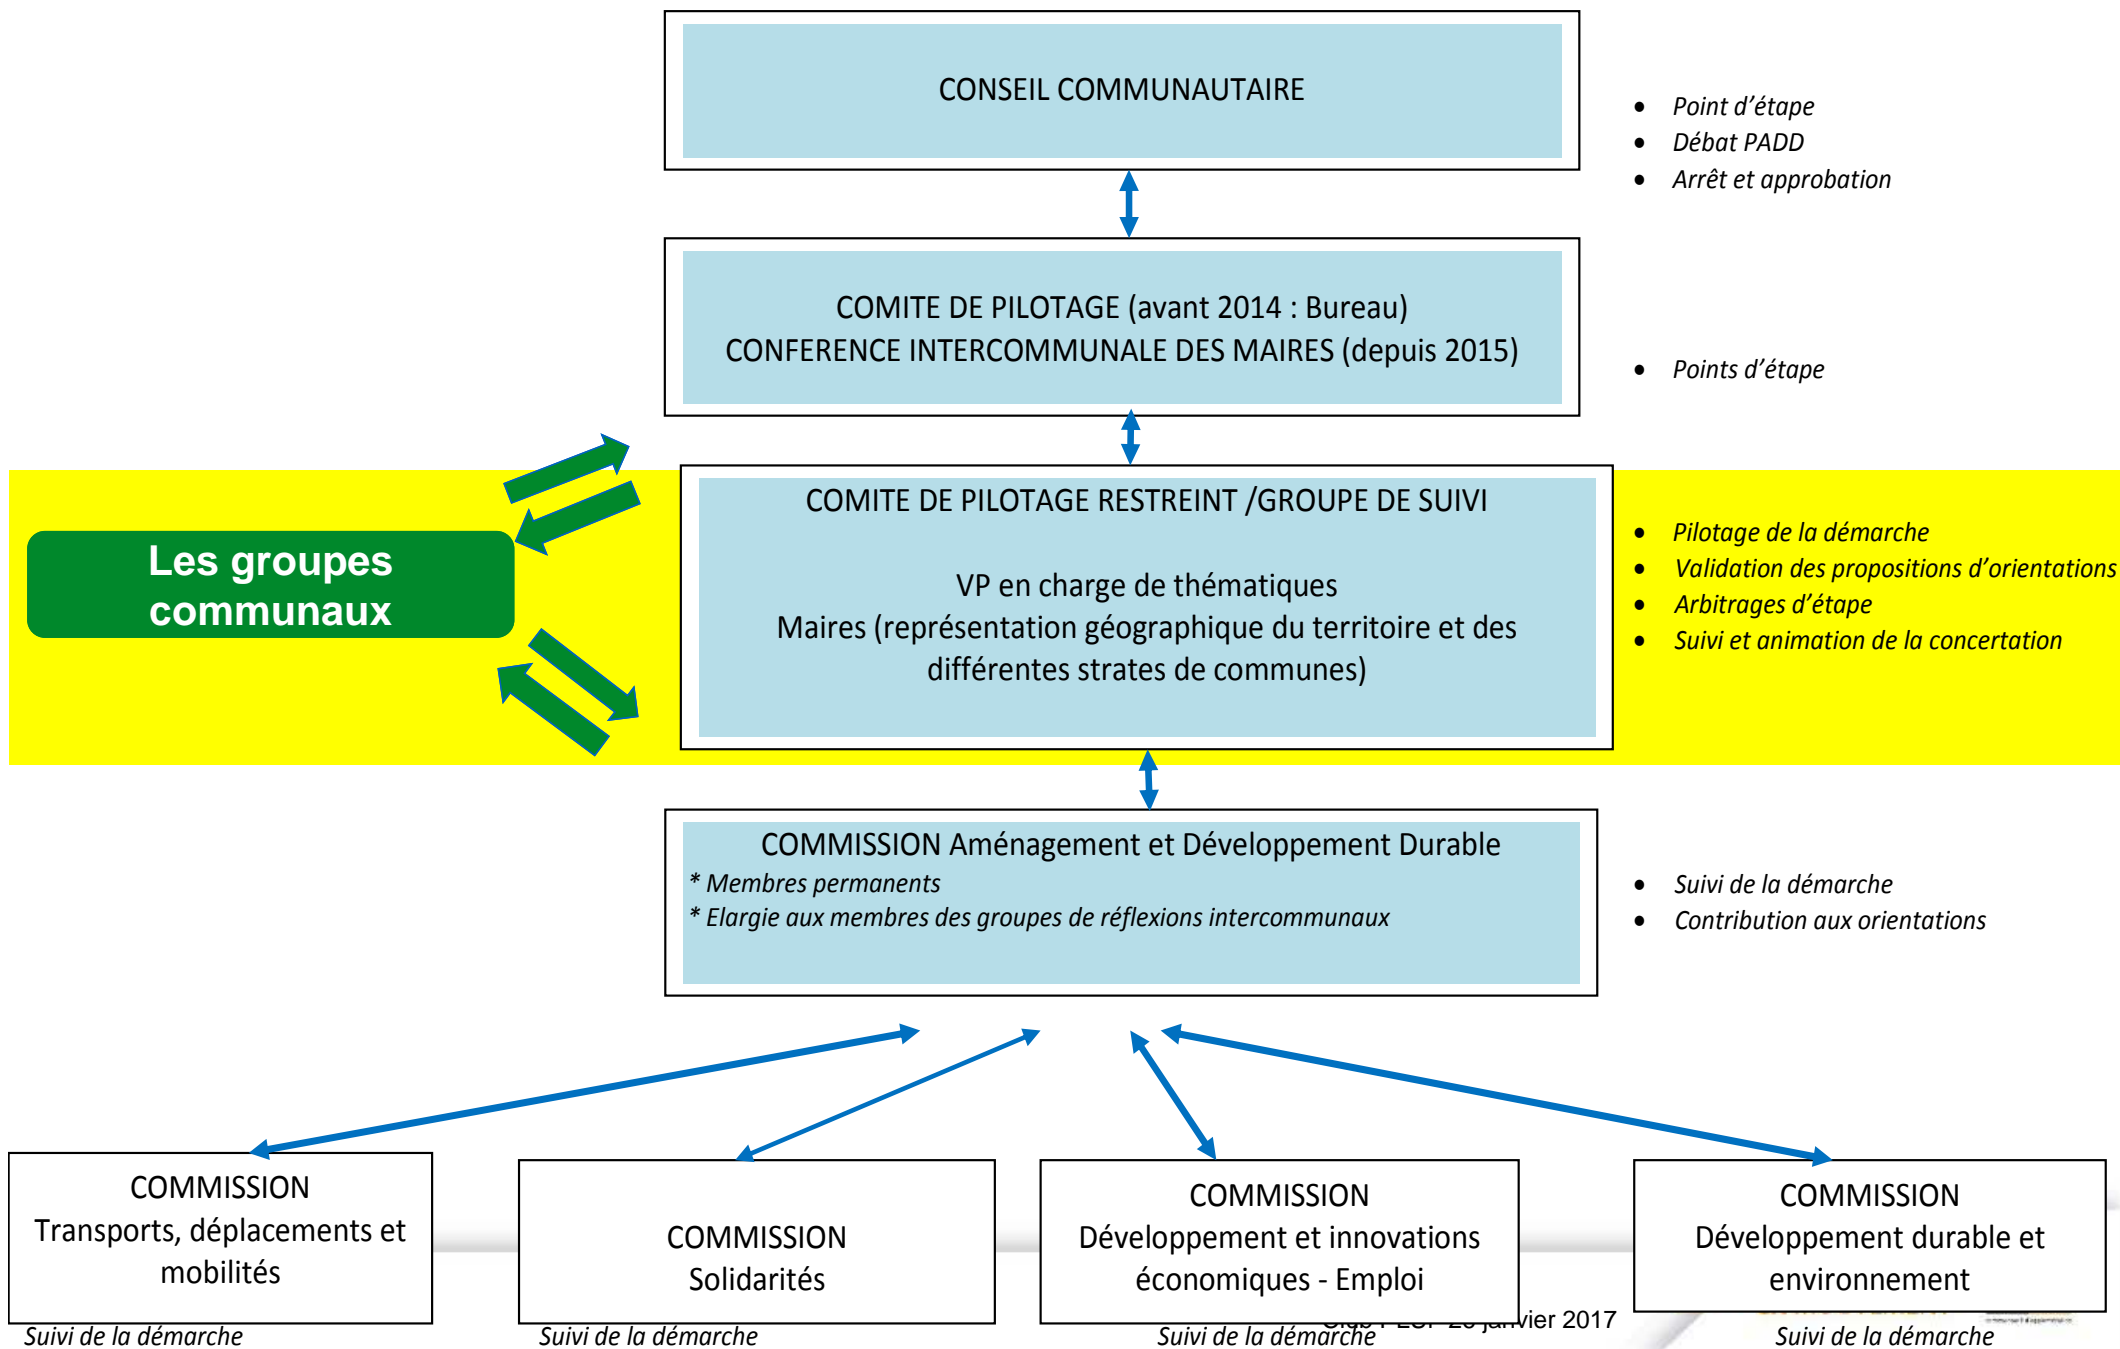 CONSEIL COMMUNAUTAIRE
• Point d’étape
• Débat PADD
• Arrêt et approbation
COMITE DE PILOTAGE (avant 2014 : Bureau)
CONFERENCE INTERCOMMUNALE DES MAIRES (depuis 2015)
• Points d’étape
Les groupes
communaux
COMITE DE PILOTAGE RESTREINT /GROUPE DE SUIVI
VP en charge de thématiques
Maires (représentation géographique du territoire et des
différentes strates de communes)
• Pilotage de la démarche
• Validation des propositions d’orientations
• Arbitrages d’étape
• Suivi et animation de la concertation
COMMISSION Aménagement et Développement Durable
* Membres permanents
* Elargie aux membres des groupes de réflexions intercommunaux
• Suivi de la démarche
• Contribution aux orientations
COMMISSION
Transports, déplacements et
mobilités
Suivi de la démarche
COMMISSION
Solidarités
Suivi de la démarche
COMMISSION
Développement et innovations
économiques - Emploi
Suivi de la démarche
COMMISSION
Développement durable et
environnement
Suivi de la démarche
janvier 2017